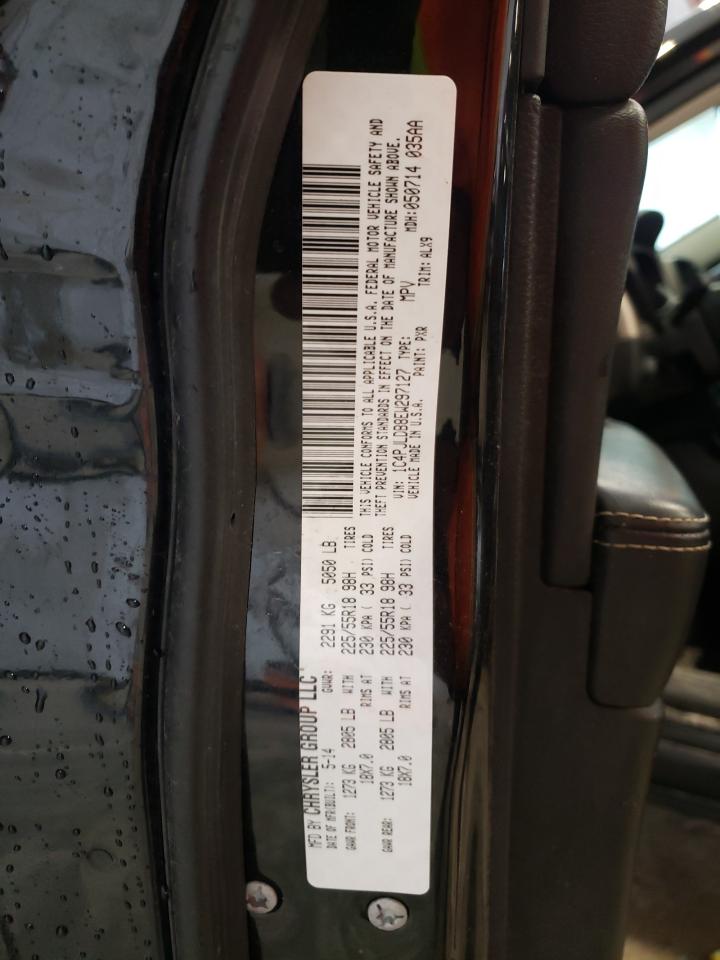 MFD BY CHRYSLER GROUP LLC
DATE OF MFR(BUILT): 5-14 GVWR: 2291 KG 5050 LB
GAWR FRONT: 1273 KG 2805 LB WITH 225/55R18 98H TIRES
18X7.0 RIMS AT 230 KPA ( 33 PSI) COLD
GAWR REAR: 1273 KG 2805 LB WITH 225/55R18 98H TIRES
18X7.0 RIMS AT 230 KPA ( 33 PSI) COLD
THIS VEHICLE CONFORMS TO ALL APPLICABLE U.S.A. FEDERAL MOTOR VEHICLE SAFETY AND
THEFT PREVENTION STANDARDS IN EFFECT ON THE DATE OF MANUFACTURE SHOWN ABOVE.
VIN: 1C4PJLDB8EW297127 TYPE: MPV MDH:050714 035AA
VEHICLE MADE IN U.S.A. PAINT: PXR TRIM: ALX9